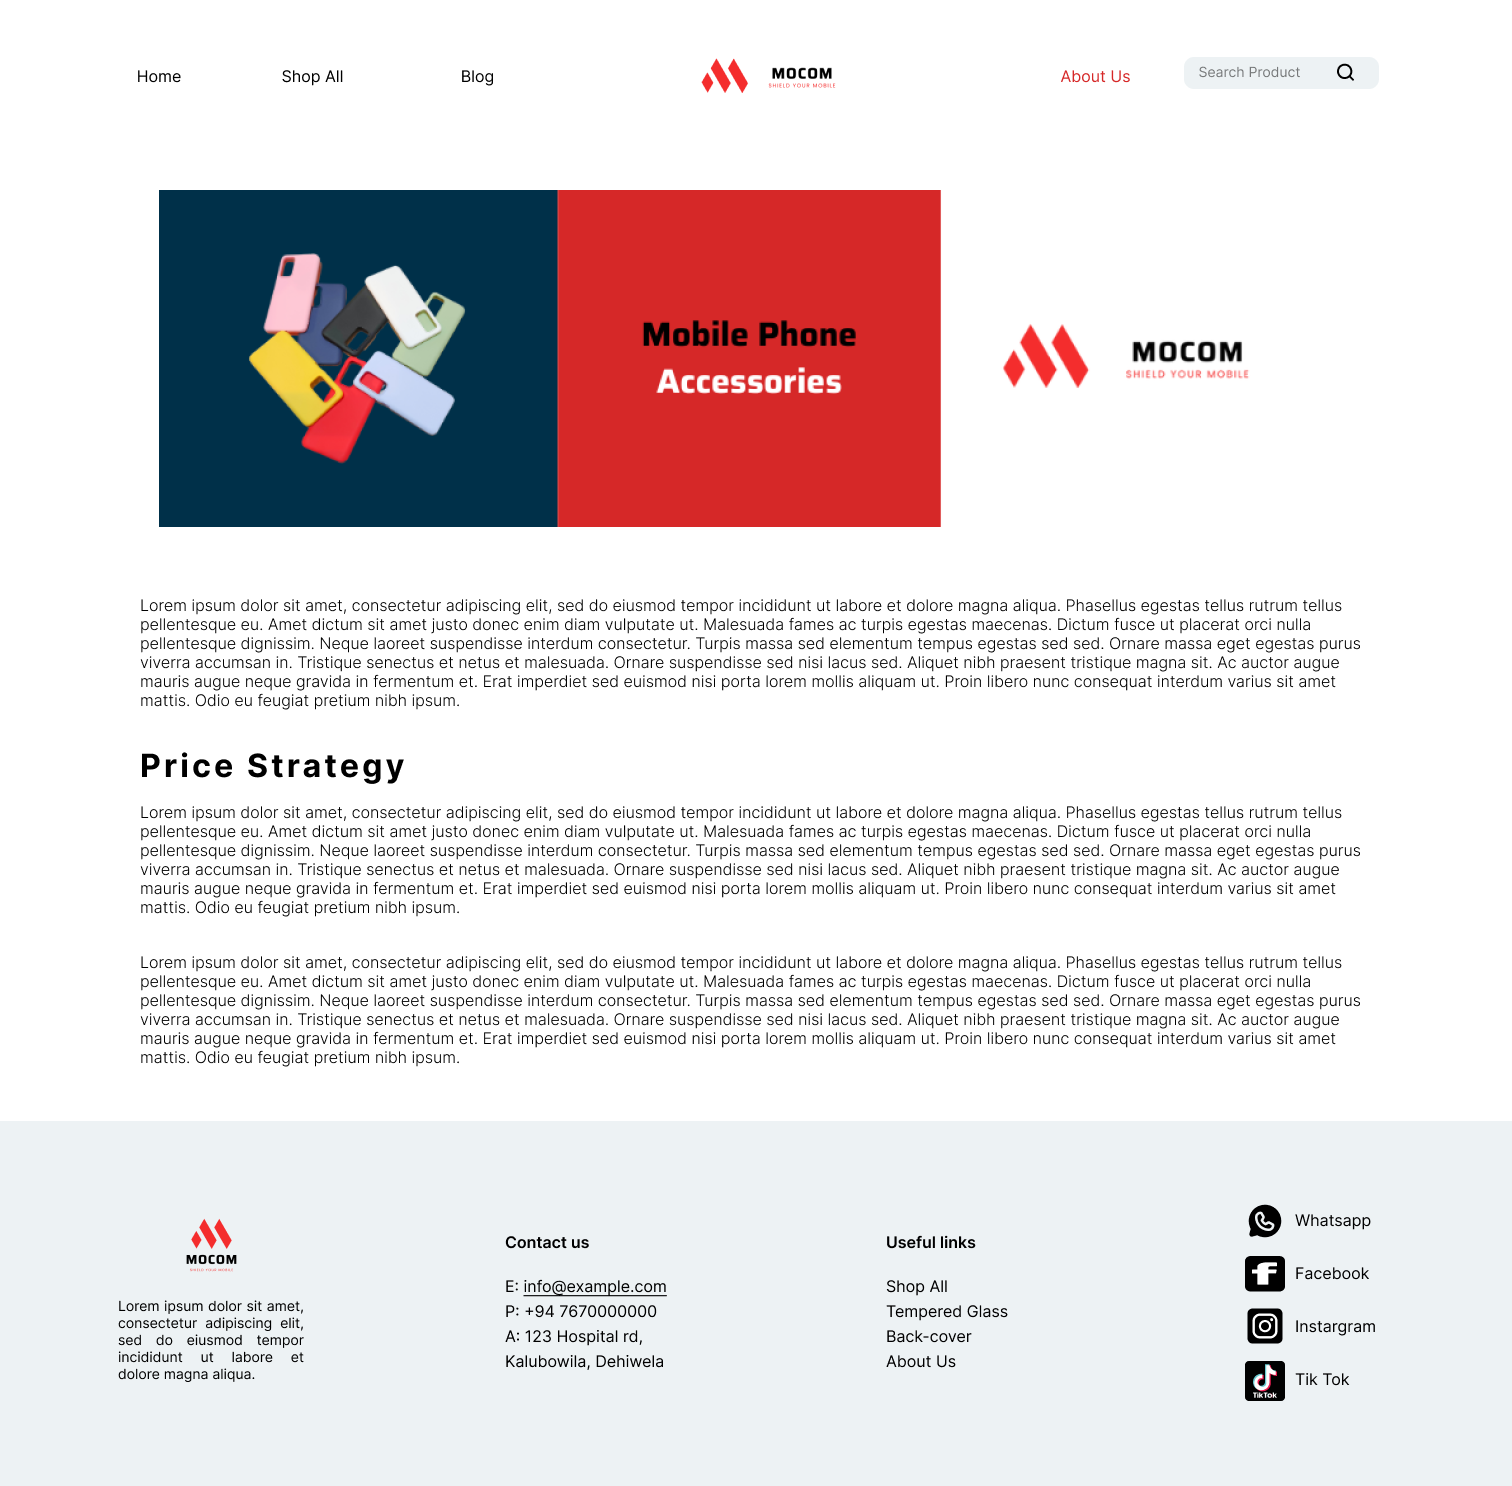 Home
Shop All
Blog
MOCOM
SHIELD YOUR MOBILE
About Us
Search Product
Mobile Phone
Accessories
MOCOM
SHIELD YOUR MOBILE
Lorem ipsum dolor sit amet, consectetur adipiscing elit, sed do eiusmod tempor incididunt ut labore et dolore magna aliqua. Phasellus egestas tellus rutrum tellus
pellentesque eu. Amet dictum sit amet justo donec enim diam vulputate ut. Malesuada fames ac turpis egestas maecenas. Dictum fusce ut placerat orci nulla
pellentesque dignissim. Neque laoreet suspendisse interdum consectetur. Turpis massa sed elementum tempus egestas sed sed. Ornare massa eget egestas purus
viverra accumsan in. Tristique senectus et netus et malesuada. Ornare suspendisse sed nisi lacus sed. Aliquet nibh praesent tristique magna sit. Ac auctor augue
mauris augue neque gravida in fermentum et. Erat imperdiet sed euismod nisi porta lorem mollis aliquam ut. Proin libero nunc consequat interdum varius sit amet
mattis. Odio eu feugiat pretium nibh ipsum.
Price Strategy
Lorem ipsum dolor sit amet, consectetur adipiscing elit, sed do eiusmod tempor incididunt ut labore et dolore magna aliqua. Phasellus egestas tellus rutrum tellus
pellentesque eu. Amet dictum sit amet justo donec enim diam vulputate ut. Malesuada fames ac turpis egestas maecenas. Dictum fusce ut placerat orci nulla
pellentesque dignissim. Neque laoreet suspendisse interdum consectetur. Turpis massa sed elementum tempus egestas sed sed. Ornare massa eget egestas purus
viverra accumsan in. Tristique senectus et netus et malesuada. Ornare suspendisse sed nisi lacus sed. Aliquet nibh praesent tristique magna sit. Ac auctor augue
mauris augue neque gravida in fermentum et. Erat imperdiet sed euismod nisi porta lorem mollis aliquam ut. Proin libero nunc consequat interdum varius sit amet
mattis. Odio eu feugiat pretium nibh ipsum.
Lorem ipsum dolor sit amet, consectetur adipiscing elit, sed do eiusmod tempor incididunt ut labore et dolore magna aliqua. Phasellus egestas tellus rutrum tellus
pellentesque eu. Amet dictum sit amet justo donec enim diam vulputate ut. Malesuada fames ac turpis egestas maecenas. Dictum fusce ut placerat orci nulla
pellentesque dignissim. Neque laoreet suspendisse interdum consectetur. Turpis massa sed elementum tempus egestas sed sed. Ornare massa eget egestas purus
viverra accumsan in. Tristique senectus et netus et malesuada. Ornare suspendisse sed nisi lacus sed. Aliquet nibh praesent tristique magna sit. Ac auctor augue
mauris augue neque gravida in fermentum et. Erat imperdiet sed euismod nisi porta lorem mollis aliquam ut. Proin libero nunc consequat interdum varius sit amet
mattis. Odio eu feugiat pretium nibh ipsum.
MOCOM
SHIELD YOUR MOBILE
Lorem ipsum dolor sit amet,
consectetur adipiscing elit,
sed do eiusmod tempor
incididunt ut labore et
dolore magna aliqua.
Contact us
E: info@example.com
P: +94 7670000000
A: 123 Hospital rd,
Kalubowila, Dehiwela
Useful links
Shop All
Tempered Glass
Back-cover
About Us
Whatsapp
Facebook
Instargram
TikTok
Tik Tok